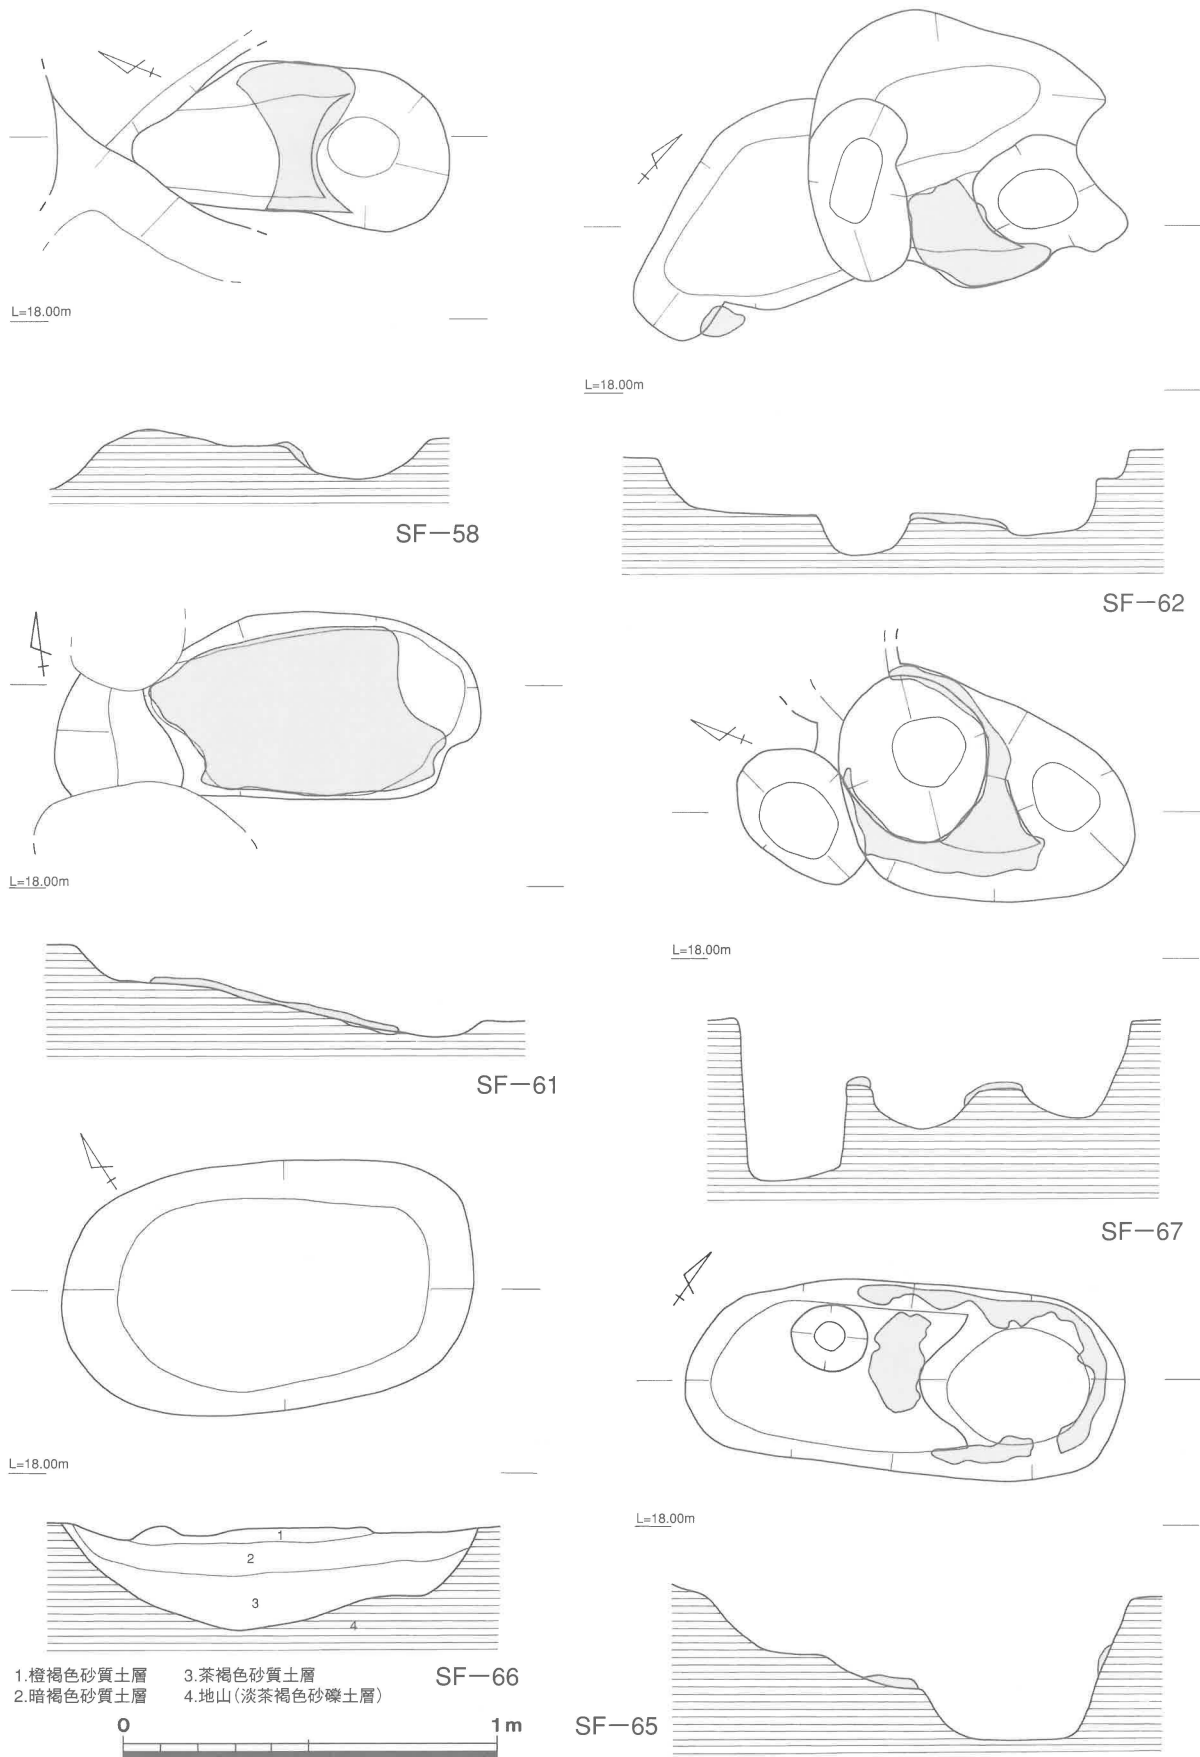 L=18.00m
SF—58
L=18.00m
SF—62
L=18.00m
SF—61
L=18.00m
SF—67
L=18.00m
1
2
3
4
SF—66
1.橙褐色砂質土層 3.茶褐色砂質土層
2.暗褐色砂質土層 4.地山(淡茶褐色砂礫土層)
0 1m
L=18.00m
SF—65